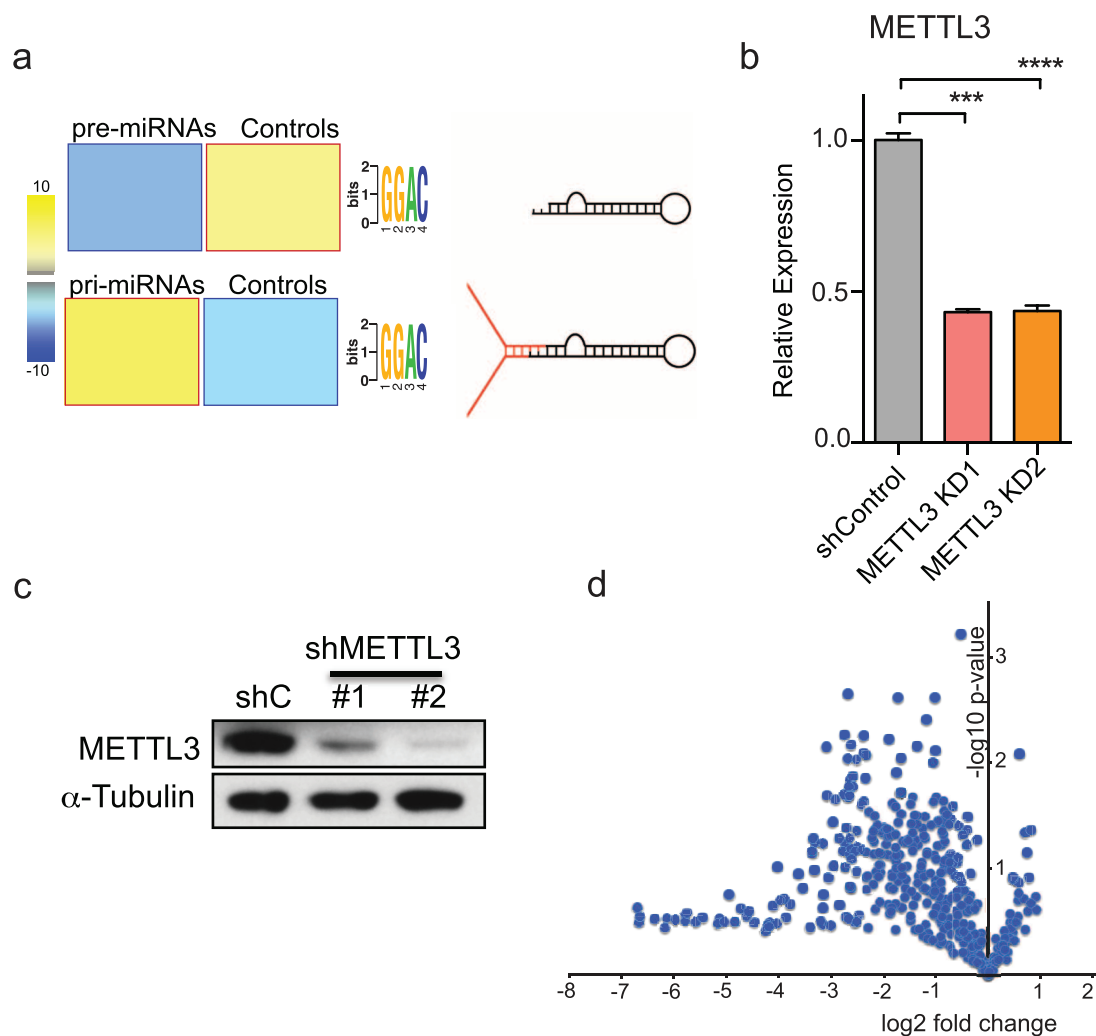 a
pre-miRNAs Controls
10
-10
bits
2
1
0
GGAC
1 2 3 4
pri-miRNAs Controls
bits
2
1
0
GGAC
1 2 3 4
b
METTL3
****
***
Relative Expression
1.0
0.5
0.0
shControl
METTL3 KD1
METTL3 KD2
c
shMETTL3
shC #1 #2
METTL3
α-Tubulin
d
-log10 p-value
3
2
1
-8 -7 -6 -5 -4 -3 -2 -1 1 2
log2 fold change